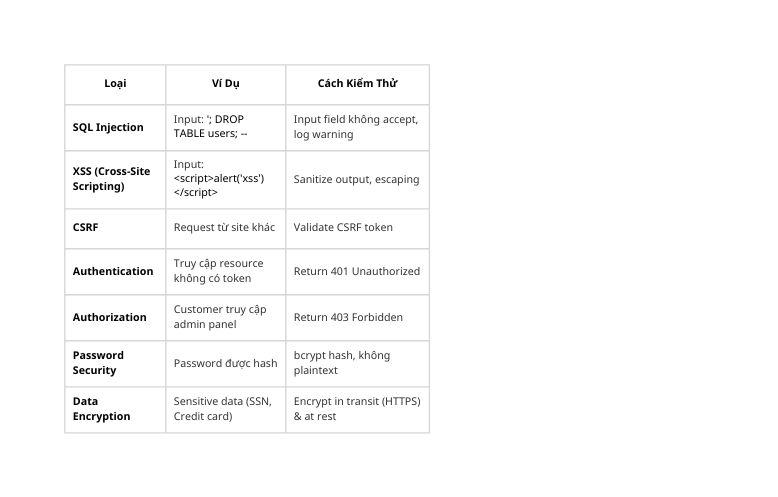 Loại
Ví Dụ
Cách Kiểm Thử
SQL Injection
Input: '; DROP
TABLE users; --
Input field không accept,
log warning
XSS (Cross-Site
Scripting)
Input:
<script>alert('xss')
</script>
Sanitize output, escaping
CSRF
Request từ site khác
Validate CSRF token
Authentication
Truy cập resource
không có token
Return 401 Unauthorized
Authorization
Customer truy cập
admin panel
Return 403 Forbidden
Password
Security
Password được hash
bcrypt hash, không
plaintext
Data
Encryption
Sensitive data (SSN,
Credit card)
Encrypt in transit (HTTPS)
& at rest